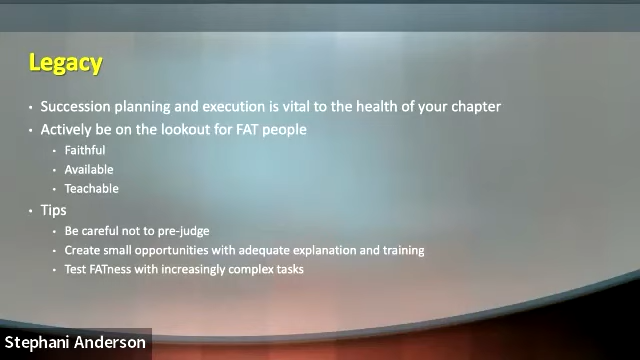 Legacy
• Succession planning and execution is vital to the health of your chapter
• Actively be on the lookout for FAT people
• Faithful
• Available
• Teachable
• Tips
• Be careful not to pre-judge
• Create small opportunities with adequate explanation and training
• Test FATness with increasingly complex tasks
Stephani Anderson